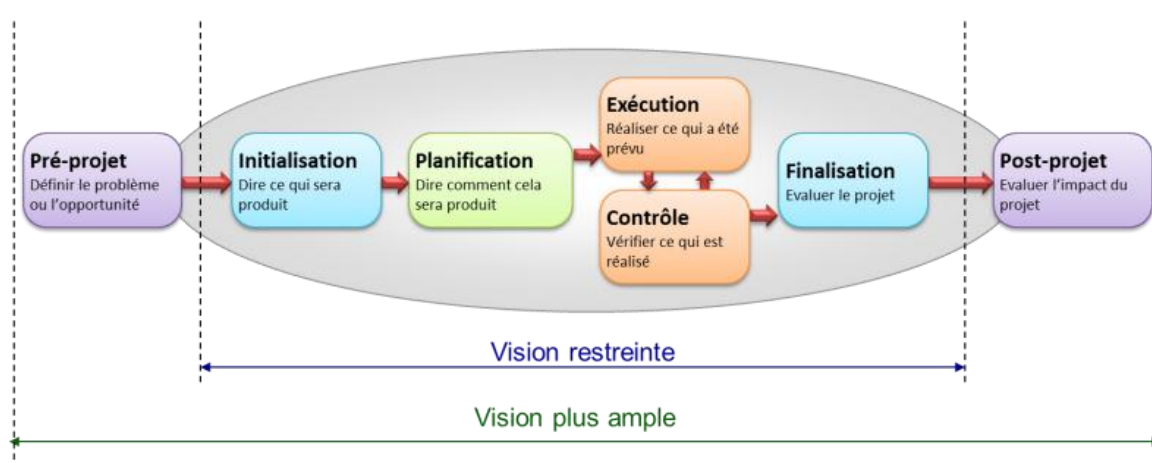 Pré-projet
Définir le problème
ou l'opportunité
Initialisation
Dire ce qui sera
produit
Planification
Dire comment cela
sera produit
Exécution
Réaliser ce qui a été
prévu
Contrôle
Vérifier ce qui est
réalisé
Finalisation
Evaluer le projet
Post-projet
Evaluer l'impact du
projet
Vision restreinte
Vision plus ample